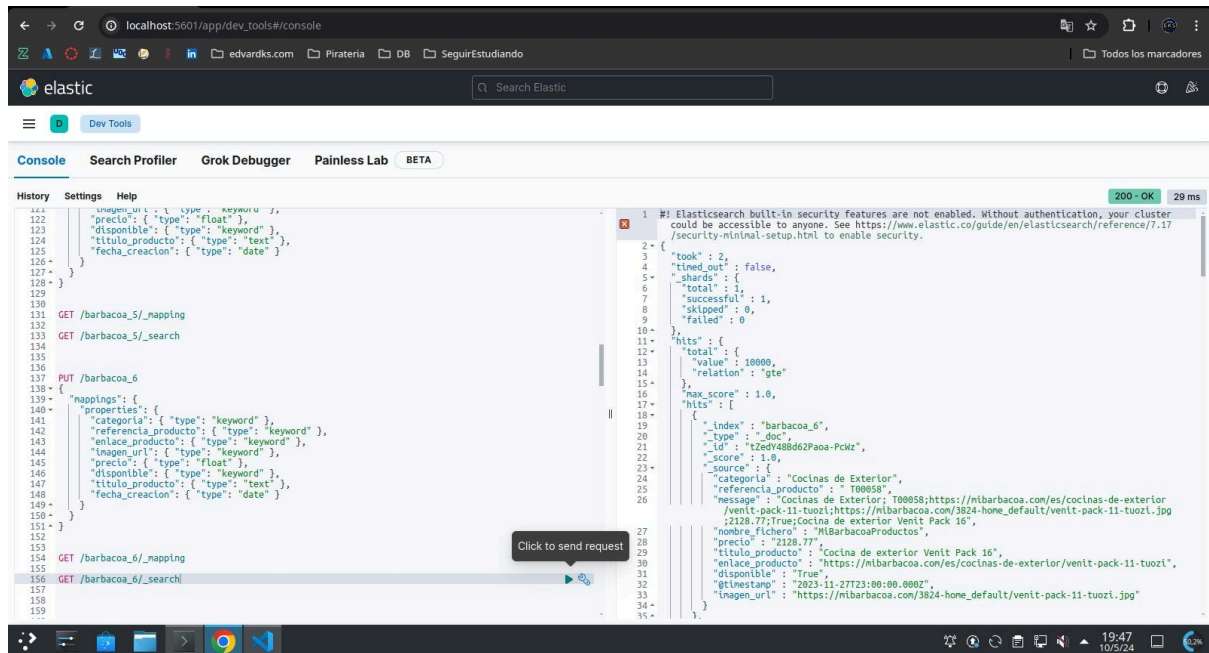 localhost:5601/app/dev_tools#/console
edvardks.com Pirateria DB SeguirEstudiando
Todos los marcadores
elastic
Search Elastic
D Dev Tools
Console Search Profiler Grok Debugger Painless Lab BETA
History Settings Help
200 - OK 29 ms
121 "imagen_url": { "type": "keyword" },
122 "precio": { "type": "float" },
123 "disponible": { "type": "keyword" },
124 "titulo_producto": { "type": "text" },
125 "fecha_creacion": { "type": "date" }
126 }
127 }
128 }
129
130
131 GET /barbacoa_5/_mapping
132
133 GET /barbacoa_5/_search
134
135
136
137 PUT /barbacoa_6
138 {
139 "mappings": {
140 "properties": {
141 "categoria": { "type": "keyword" },
142 "referencia_producto": { "type": "keyword" },
143 "enlace_producto": { "type": "keyword" },
144 "imagen_url": { "type": "keyword" },
145 "precio": { "type": "float" },
146 "disponible": { "type": "keyword" },
147 "titulo_producto": { "type": "text" },
148 "fecha_creacion": { "type": "date" }
149 }
150 }
151 }
152
153
154 GET /barbacoa_6/_mapping
155
156 GET /barbacoa_6/_search
157
158
159
Click to send request
1 #! Elasticsearch built-in security features are not enabled. Without authentication, your cluster
could be accessible to anyone. See https://www.elastic.co/guide/en/elasticsearch/reference/7.17
/security-minimal-setup.html to enable security.
2 {
3 "took" : 2,
4 "timed_out" : false,
5 "_shards" : {
6 "total" : 1,
7 "successful" : 1,
8 "skipped" : 0,
9 "failed" : 0
10 },
11 "hits" : {
12 "total" : {
13 "value" : 10000,
14 "relation" : "gte"
15 },
16 "max_score" : 1.0,
17 "hits" : [
18 {
19 "_index" : "barbacoa_6",
20 "_type" : "_doc",
21 "_id" : "tZedY48Bd62Paoa-PcWz",
22 "_score" : 1.0,
23 "_source" : {
24 "categoria" : "Cocinas de Exterior",
25 "referencia_producto" : " T00058",
26 "message" : "Cocinas de Exterior; T00058;https://mibarbacoa.com/es/cocinas-de-exterior
/venit-pack-11-tuozi;https://mibarbacoa.com/3824-home_default/venit-pack-11-tuozi.jpg
;2128.77;True;Cocina de exterior Venit Pack 16",
27 "nombre_fichero" : "MiBarbacoaProductos",
28 "precio" : "2128.77",
29 "titulo_producto" : "Cocina de exterior Venit Pack 16",
30 "enlace_producto" : "https://mibarbacoa.com/es/cocinas-de-exterior/venit-pack-11-tuozi",
31 "disponible" : "True",
32 "@timestamp" : "2023-11-27T23:00:00.000Z",
33 "imagen_url" : "https://mibarbacoa.com/3824-home_default/venit-pack-11-tuozi.jpg"
34 }
35 },
19:47
10/5/24